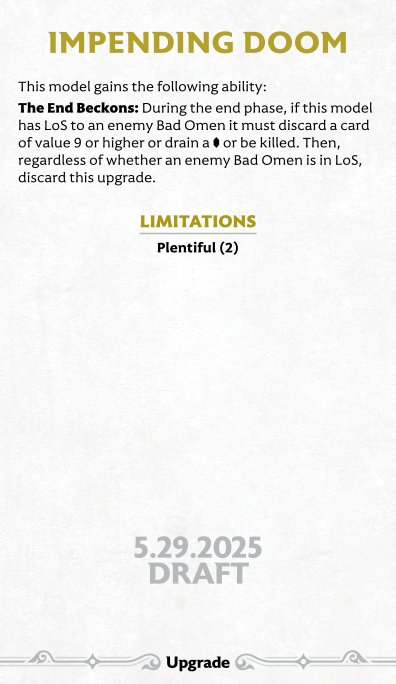 IMPENDING DOOM
This model gains the following ability:
The End Beckons: During the end phase, if this model
has LoS to an enemy Bad Omen it must discard a card
of value 9 or higher or drain a or be killed. Then,
regardless of whether an enemy Bad Omen is in LoS,
discard this upgrade.
LIMITATIONS
Plentiful (2)
5.29.2025
DRAFT
Upgrade